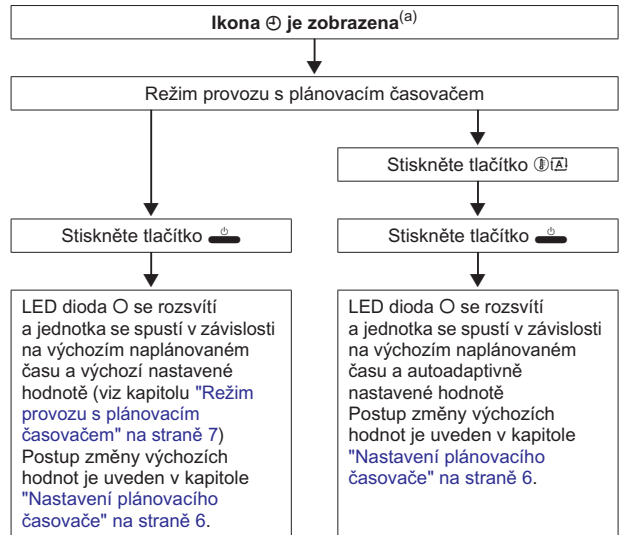 Ikona ⏲ je zobrazena(a)
Režim provozu s plánovacím časovačem
Stiskněte tlačítko
Stiskněte tlačítko
Stiskněte tlačítko
LED dioda O se rozsvítí
a jednotka se spustí v závislosti
na výchozím naplánovaném
času a výchozí nastavené
hodnotě (viz kapitolu "Režim
provozu s plánovacím
časovačem" na straně 7)
Postup změny výchozích
hodnot je uveden v kapitole
"Nastavení plánovacího
časovače" na straně 6.
LED dioda O se rozsvítí
a jednotka se spustí v závislosti
na výchozím naplánovaném
času a autoadaptivně
nastavené hodnotě
Postup změny výchozích
hodnot je uveden v kapitole
"Nastavení plánovacího
časovače" na straně 6.